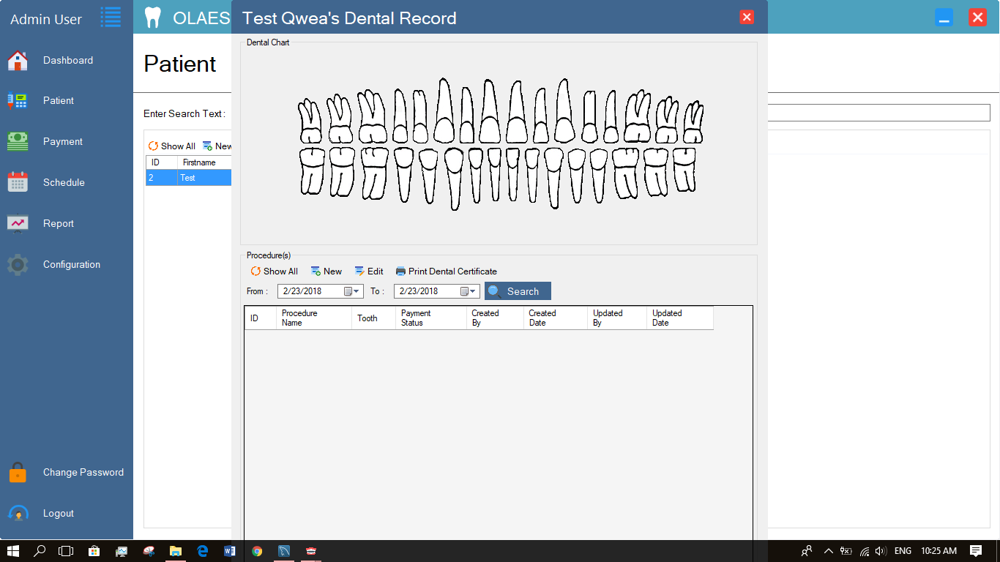 Admin User
OLAES
Test Qwea's Dental Record
Dashboard
Patient
Payment
Schedule
Report
Configuration
Change Password
Logout
Patient
Enter Search Text :
Show All New
ID Firstname
2 Test
Dental Chart
Procedure(s)
Show All New Edit Print Dental Certificate
From : 2/23/2018 To : 2/23/2018 Search
ID Procedure Name Tooth Payment Status Created By Created Date Updated By Updated Date
ENG 10:25 AM